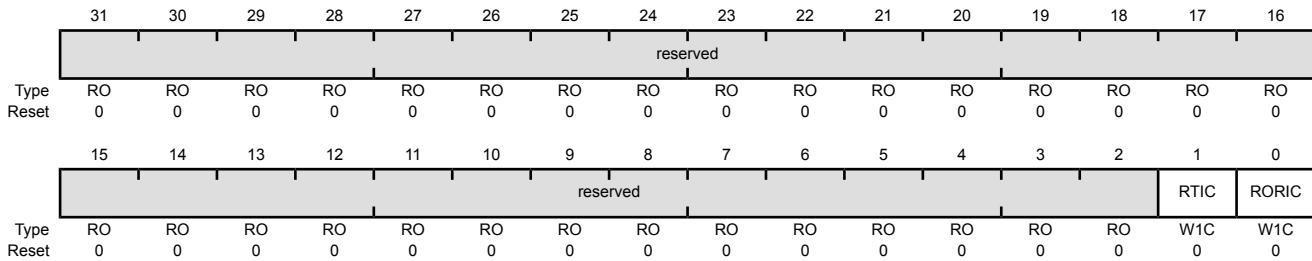 31 30 29 28 27 26 25 24 23 22 21 20 19 18 17 16
reserved
Type RO RO RO RO RO RO RO RO RO RO RO RO RO RO RO RO
Reset 0 0 0 0 0 0 0 0 0 0 0 0 0 0 0 0
15 14 13 12 11 10 9 8 7 6 5 4 3 2 1 0
reserved RTIC RORIC
Type RO RO RO RO RO RO RO RO RO RO RO RO RO RO W1C W1C
Reset 0 0 0 0 0 0 0 0 0 0 0 0 0 0 0 0